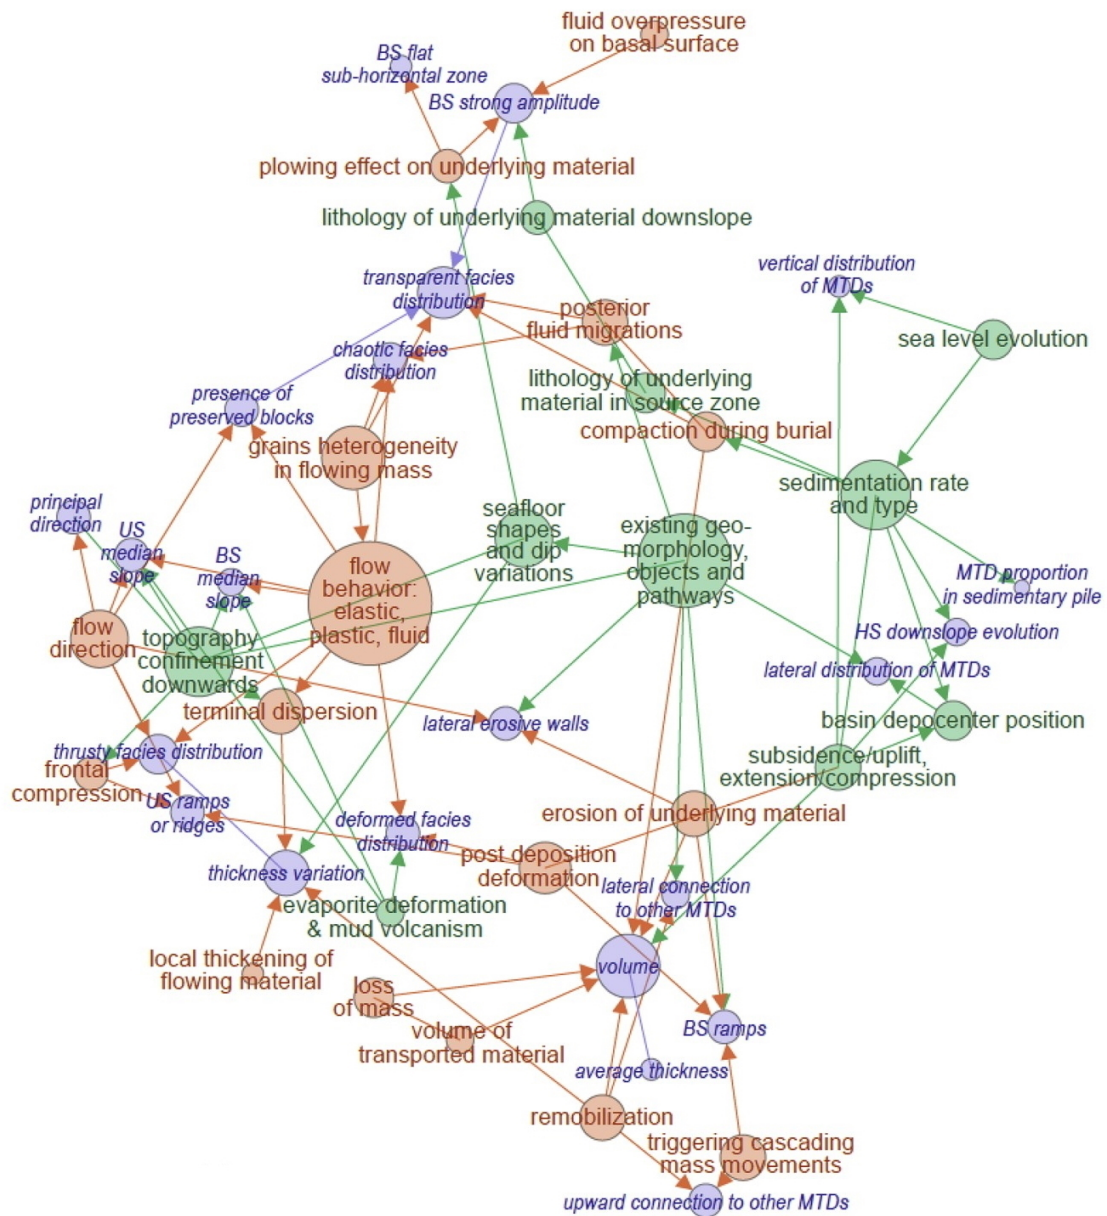 fluid overpressure
on basal surface
BS flat
sub-horizontal zone
BS strong amplitude
plowing effect on underlying material
lithology of underlying material downslope
vertical distribution
of MTDs
transparent facies
distribution
posterior
fluid migrations
sea level evolution
chaotic facies
distribution
lithology of underlying
material in source zone
presence of
preserved blocks
compaction during burial
grains heterogeneity
in flowing mass
sedimentation rate
and type
principal
direction
US
median
slope
BS
median
slope
seafloor
shapes
and dip
variations
existing geo-
morphology,
objects and
pathways
flow
behavior:
elastic,
plastic, fluid
MTD proportion
in sedimentary pile
flow
direction
topography
confinement
downwards
HS downslope evolution
lateral distribution of MTDs
terminal dispersion
lateral erosive walls
basin depocenter position
thrusty facies distribution
subsidence/uplift,
extension/compression
frontal
compression
US ramps
or ridges
deformed facies
distribution
erosion of underlying material
post deposition
deformation
thickness variation
lateral connection
to other MTDs
evaporite deformation
& mud volcanism
local thickening of
flowing material
loss
of mass
volume
volume of
transported material
BS ramps
average thickness
remobilization
triggering cascading
mass movements
upward connection to other MTDs